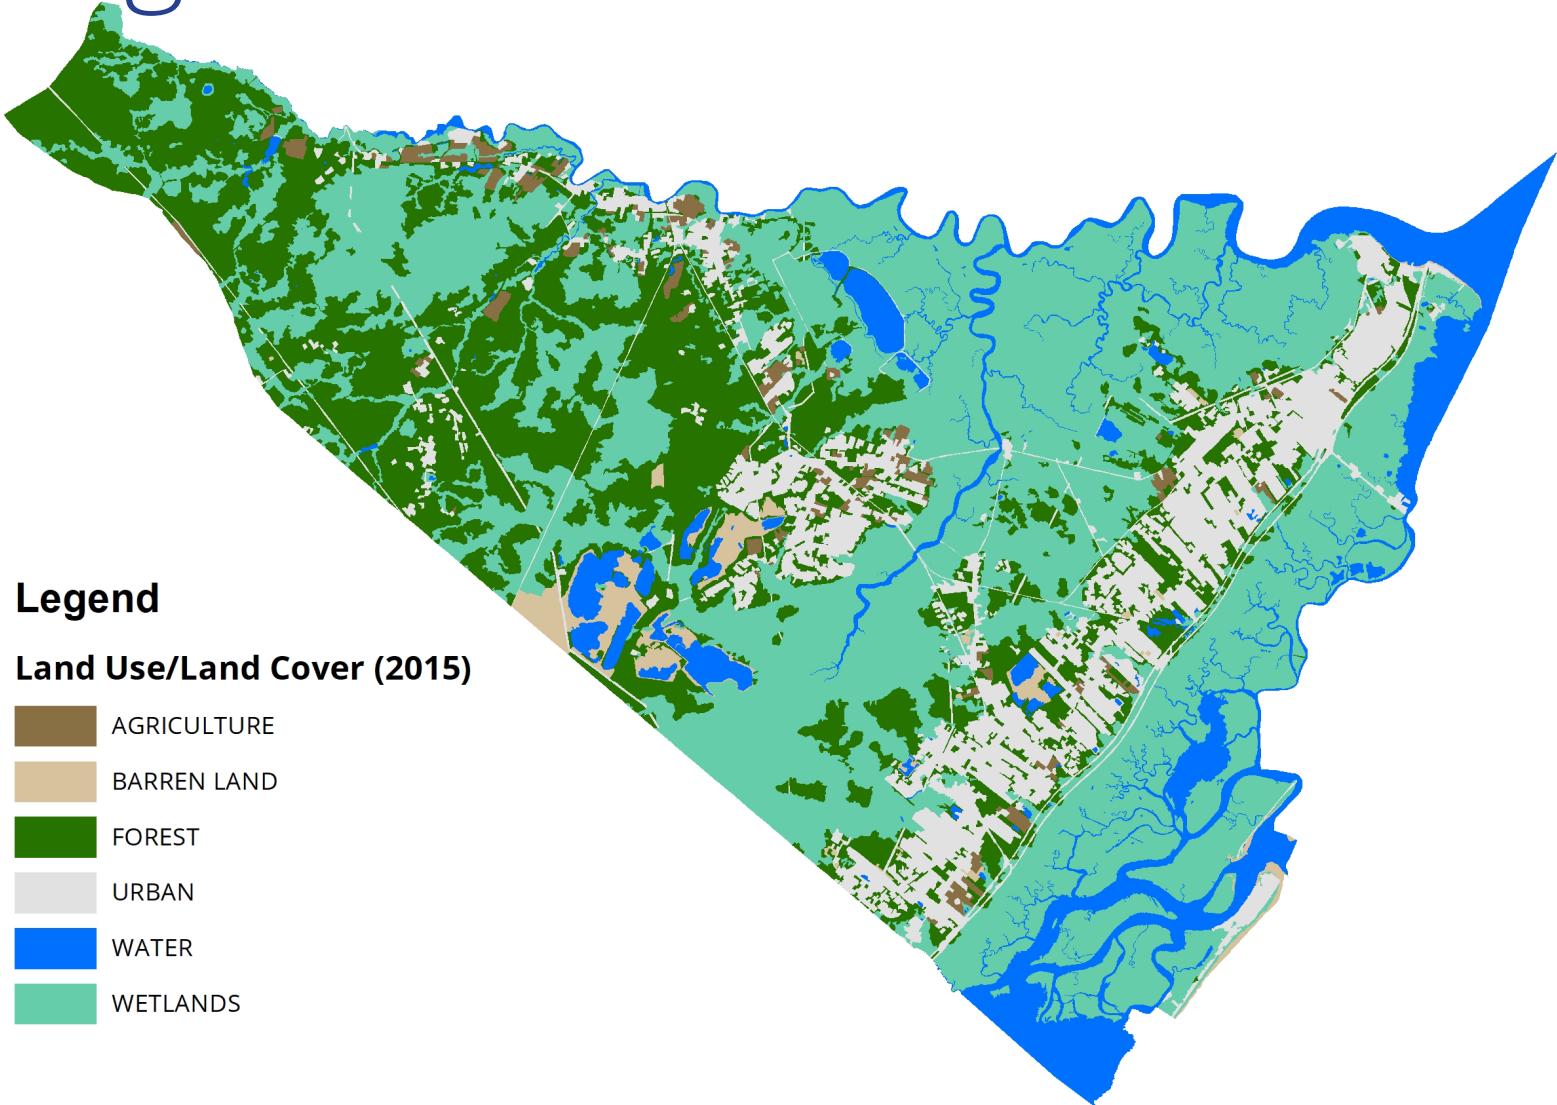 Legend
Land Use/Land Cover (2015)
AGRICULTURE
BARREN LAND
FOREST
URBAN
WATER
WETLANDS